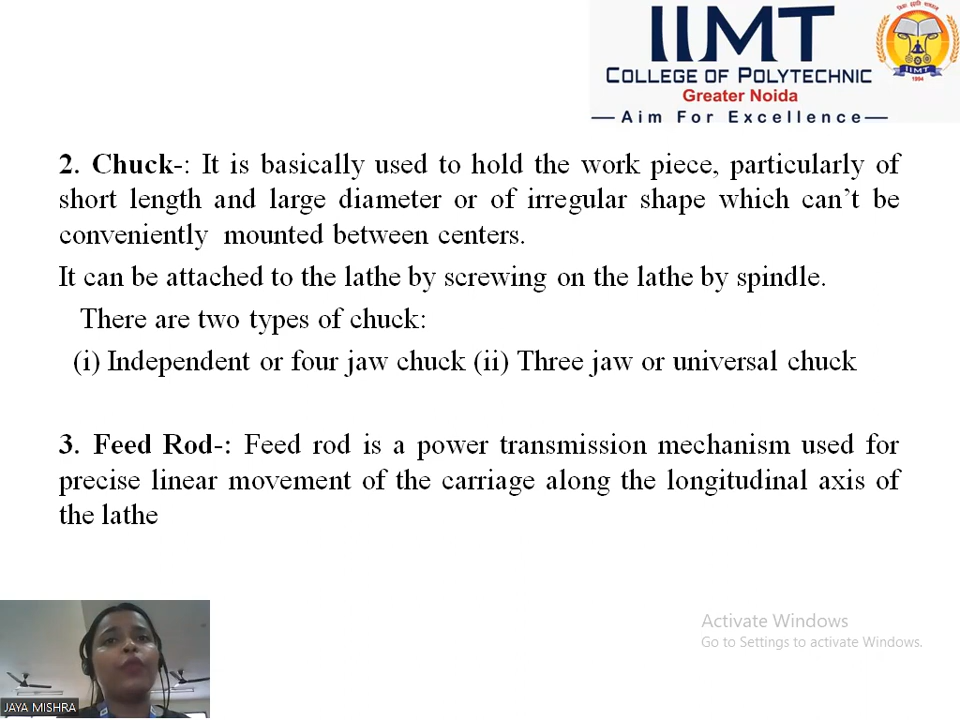 IIMT
COLLEGE OF POLYTECHNIC
Greater Noida
Aim For Excellence
IIMT
1994
2. Chuck-: It is basically used to hold the work piece, particularly of
short length and large diameter or of irregular shape which can’t be
conveniently mounted between centers.
It can be attached to the lathe by screwing on the lathe by spindle.
There are two types of chuck:
(i) Independent or four jaw chuck (ii) Three jaw or universal chuck
3. Feed Rod-: Feed rod is a power transmission mechanism used for
precise linear movement of the carriage along the longitudinal axis of
the lathe
Activate Windows
Go to Settings to activate Windows.
JAYA MISHRA